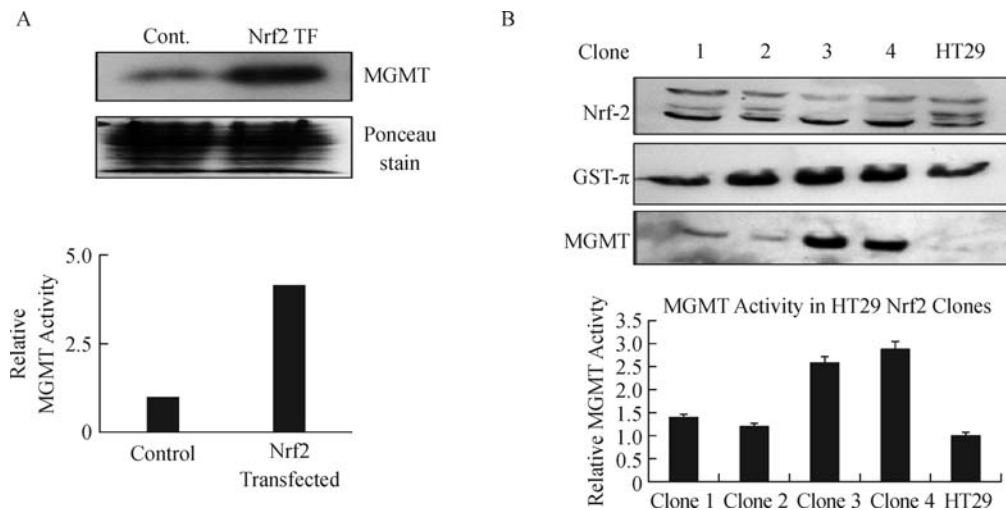 A
Cont. Nrf2 TF
MGMT
Ponceau
stain
Relative
MGMT Activity
5.0
2.5
0
Control
Nrf2
Transfected
B
Clone 1 2 3 4 HT29
Nrf-2
GST-π
MGMT
MGMT Activity in HT29 Nrf2 Clones
Relative MGMT Activty
3.5
3.0
2.5
2.0
1.5
1.0
2.5
0
Clone 1 Clone 2 Clone 3 Clone 4 HT29